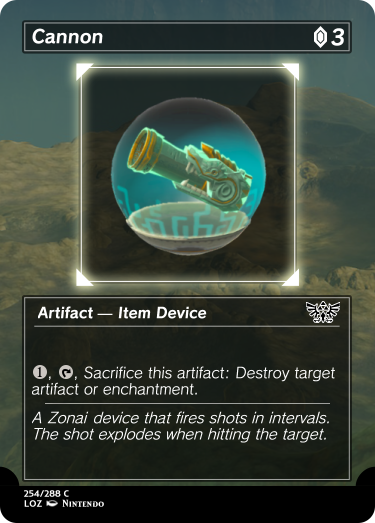 Cannon 3
Artifact — Item Device
1, , Sacrifice this artifact: Destroy target
artifact or enchantment.
A Zonai device that fires shots in intervals.
The shot explodes when hitting the target.
254/288 C
LOZ Nintendo